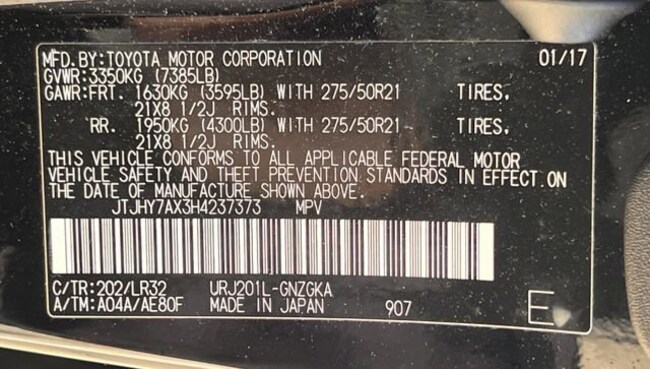 MFD. BY: TOYOTA MOTOR CORPORATION 01/17
GVWR: 3350KG (7385LB)
GAWR: FRT. 1630KG (3595LB) WITH 275/50R21 TIRES,
21X8 1/2J RIMS.
RR. 1950KG (4300LB) WITH 275/50R21 TIRES,
21X8 1/2J RIMS.
THIS VEHICLE CONFORMS TO ALL APPLICABLE FEDERAL MOTOR
VEHICLE SAFETY AND THEFT PREVENTION STANDARDS IN EFFECT ON
THE DATE OF MANUFACTURE SHOWN ABOVE.
JTJHY7AX3H4237373 MPV
C/TR: 202/LR32 URJ201L-GNZGKA
A/TM: A04A/AE80F MADE IN JAPAN 907 E